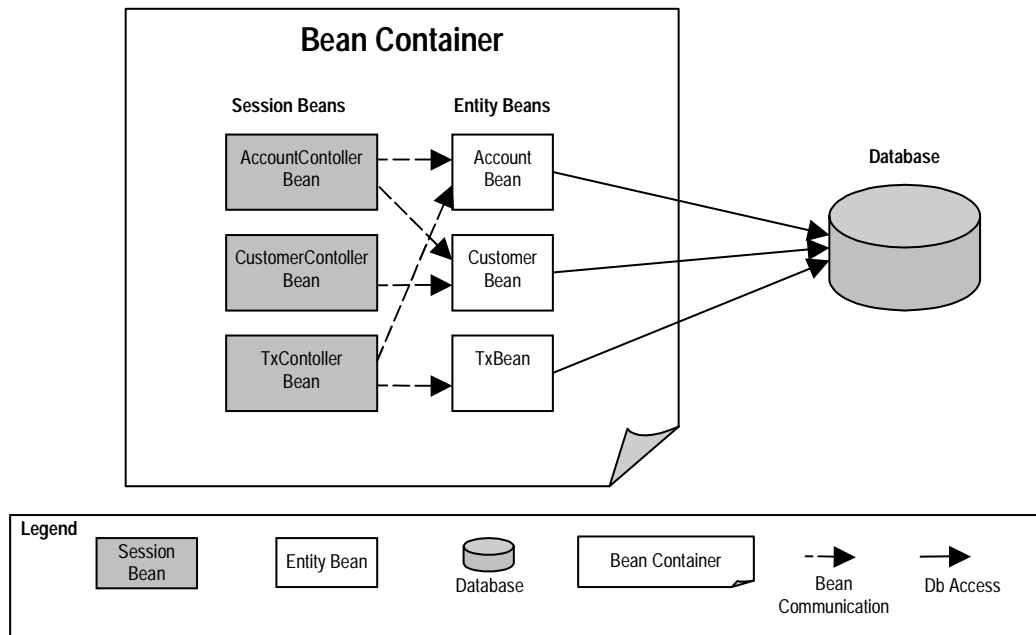 Bean Container
Session Beans
Entity Beans
AccountContoller
Bean
Account
Bean
Database
CustomerContoller
Bean
Customer
Bean
TxContoller
Bean
TxBean
Legend
Session
Bean
Entity Bean
Database
Bean Container
Bean
Communication
Db Access